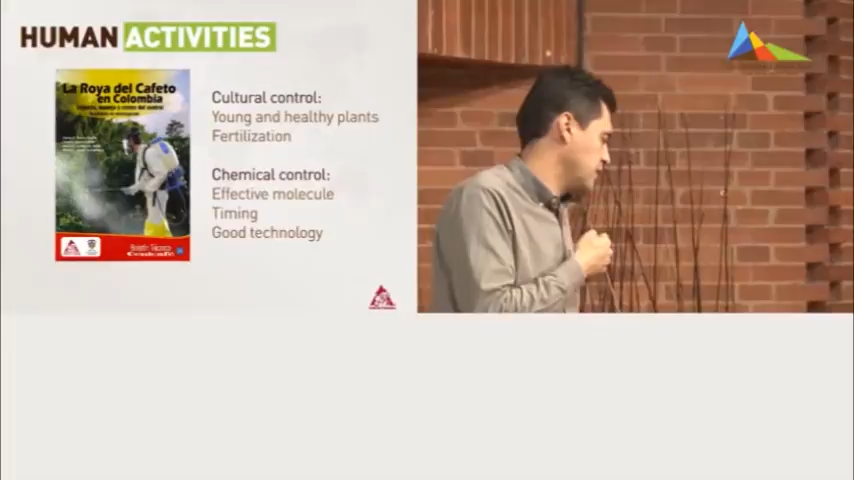 HUMAN ACTIVITIES
La Roya del Cafeto
en Colombia
Cultural control:
Young and healthy plants
Fertilization
Chemical control:
Effective molecule
Timing
Good technology